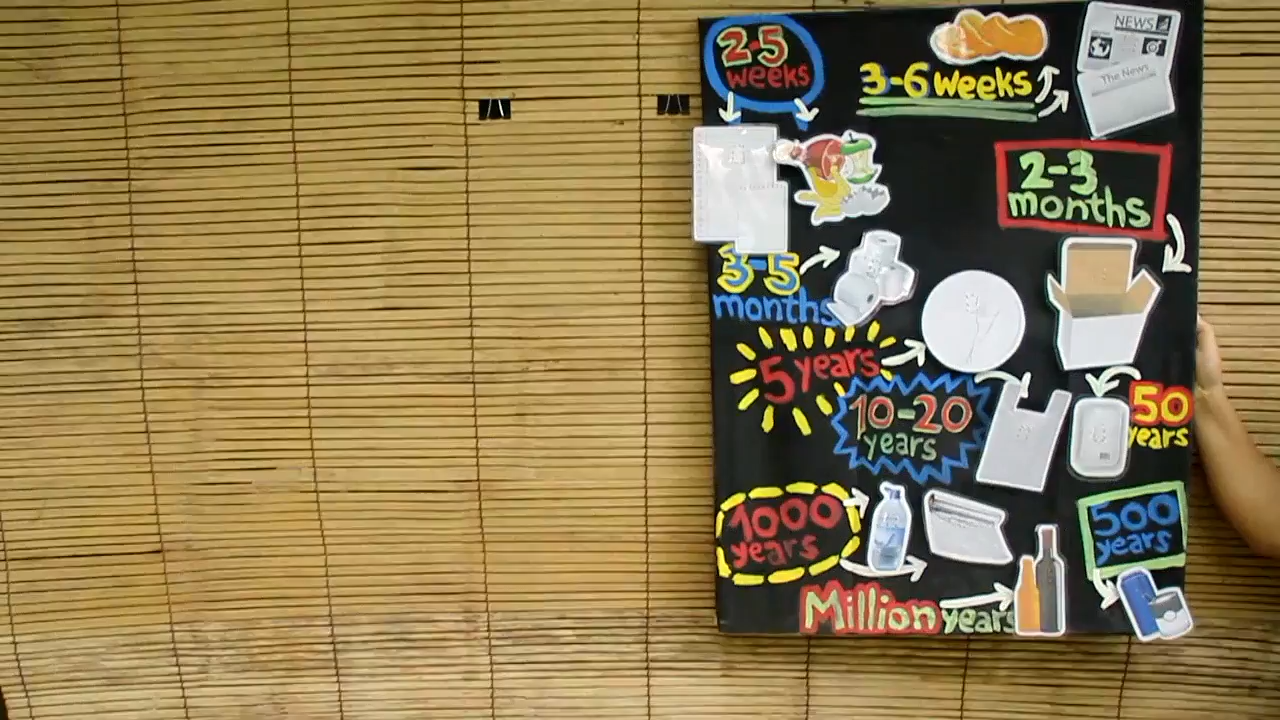 2-5
weeks
3-6 weeks
NEWS
The News
2-3
months
3-5
months
5 years
10-20
years
50
years
1000
years
500
years
Million years